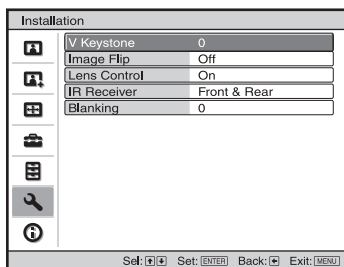 Installation
V Keystone 0
Image Flip Off
Lens Control On
IR Receiver Front & Rear
Blanking 0
Sel: Set: ENTER Back: Exit: MENU